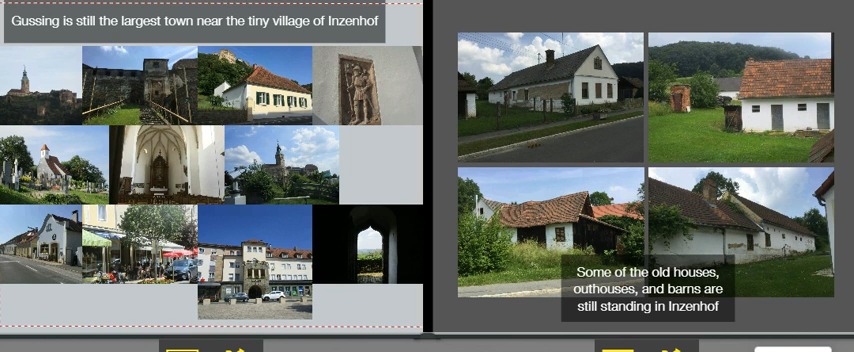 Gussing is still the largest town near the tiny village of Inzenhof
Some of the old houses,
outhouses, and barns are
still standing in Inzenhof